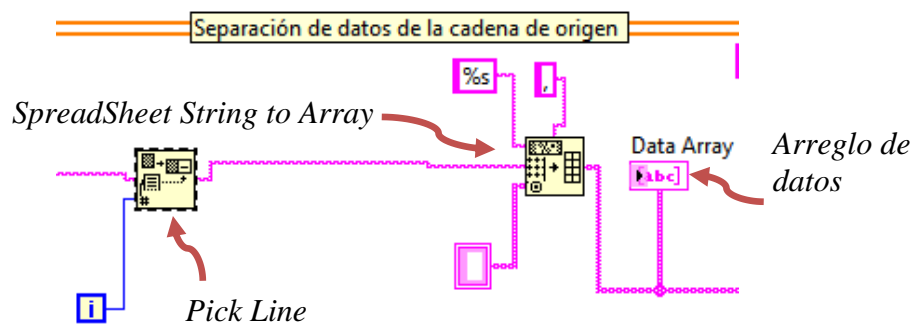 Separación de datos de la cadena de origen
%s
,
SpreadSheet String to Array
Data Array
Arreglo de
datos
abc
#
i
Pick Line